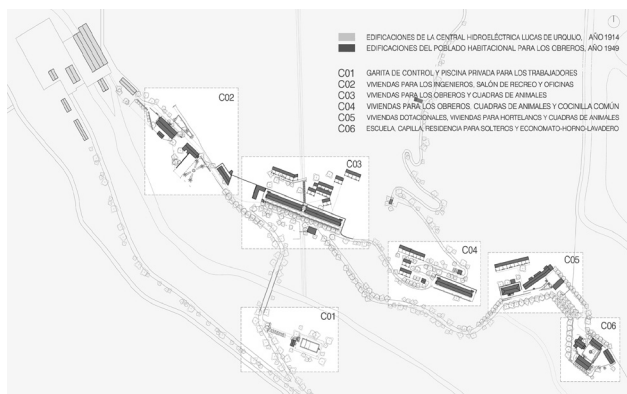 EDIFICACIONES DE LA CENTRAL HIDROELÉCTRICA LUCAS DE URQUIJO, AÑO 1914
EDIFICACIONES DEL POBLADO HABITACIONAL PARA LOS OBREROS, AÑO 1949
C01 GARITA DE CONTROL Y PISCINA PRIVADA PARA LOS TRABAJADORES
C02 VIVIENDAS PARA LOS INGENIEROS, SALÓN DE RECREO Y OFICINAS
C03 VIVIENDAS PARA LOS OBREROS Y CUADRAS DE ANIMALES
C04 VIVIENDAS PARA LOS OBREROS, CUADRAS DE ANIMALES Y COCINILLA COMÚN
C05 VIVIENDAS DOTACIONALES, VIVIENDAS PARA HORTELANOS Y CUADRAS DE ANIMALES
C06 ESCUELA, CAPILLA, RESIDENCIA PARA SOLTEROS Y ECONOMATO-HORNO-LAVADERO
C02
C03
C04
C05
C01
C06